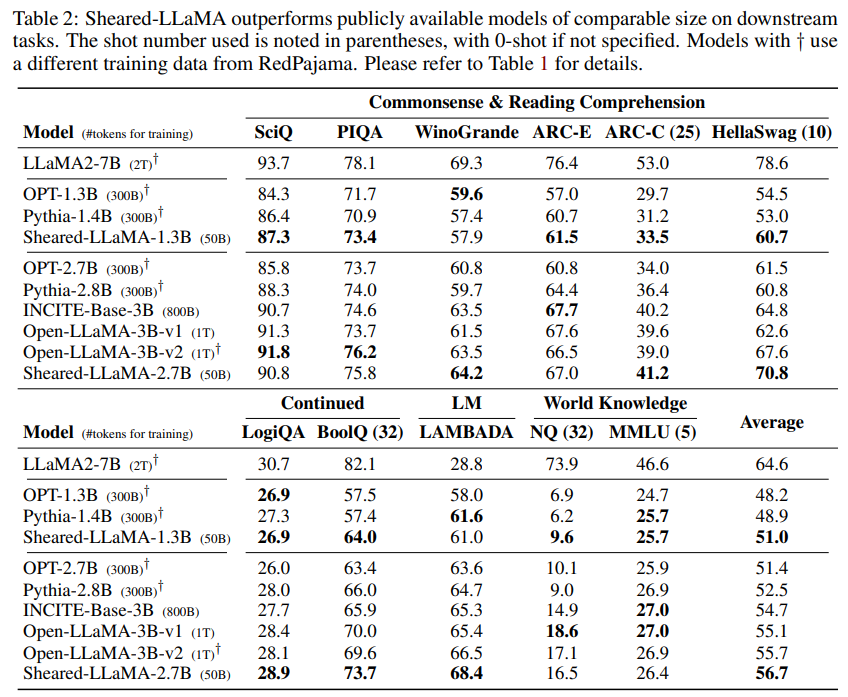 Table 2: Sheared-LLaMA outperforms publicly available models of comparable size on downstream
tasks. The shot number used is noted in parentheses, with 0-shot if not specified. Models with † use
a different training data from RedPajama. Please refer to Table 1 for details.
Commonsense & Reading Comprehension
Model (#tokens for training) SciQ PIQA WinoGrande ARC-E ARC-C (25) HellaSwag (10)
LLaMA2-7B (2T)† 93.7 78.1 69.3 76.4 53.0 78.6
OPT-1.3B (300B)† 84.3 71.7 59.6 57.0 29.7 54.5
Pythia-1.4B (300B)† 86.4 70.9 57.4 60.7 31.2 53.0
Sheared-LLaMA-1.3B (50B) 87.3 73.4 57.9 61.5 33.5 60.7
OPT-2.7B (300B)† 85.8 73.7 60.8 60.8 34.0 61.5
Pythia-2.8B (300B)† 88.3 74.0 59.7 64.4 36.4 60.8
INCITE-Base-3B (800B) 90.7 74.6 63.5 67.7 40.2 64.8
Open-LLaMA-3B-v1 (1T) 91.3 73.7 61.5 67.6 39.6 62.6
Open-LLaMA-3B-v2 (1T)† 91.8 76.2 63.5 66.5 39.0 67.6
Sheared-LLaMA-2.7B (50B) 90.8 75.8 64.2 67.0 41.2 70.8
Continued LM World Knowledge
Model (#tokens for training) LogiQA BoolQ (32) LAMBADA NQ (32) MMLU (5) Average
LLaMA2-7B (2T)† 30.7 82.1 28.8 73.9 46.6 64.6
OPT-1.3B (300B)† 26.9 57.5 58.0 6.9 24.7 48.2
Pythia-1.4B (300B)† 27.3 57.4 61.6 6.2 25.7 48.9
Sheared-LLaMA-1.3B (50B) 26.9 64.0 61.0 9.6 25.7 51.0
OPT-2.7B (300B)† 26.0 63.4 63.6 10.1 25.9 51.4
Pythia-2.8B (300B)† 28.0 66.0 64.7 9.0 26.9 52.5
INCITE-Base-3B (800B) 27.7 65.9 65.3 14.9 27.0 54.7
Open-LLaMA-3B-v1 (1T) 28.4 70.0 65.4 18.6 27.0 55.1
Open-LLaMA-3B-v2 (1T)† 28.1 69.6 66.5 17.1 26.9 55.7
Sheared-LLaMA-2.7B (50B) 28.9 73.7 68.4 16.5 26.4 56.7